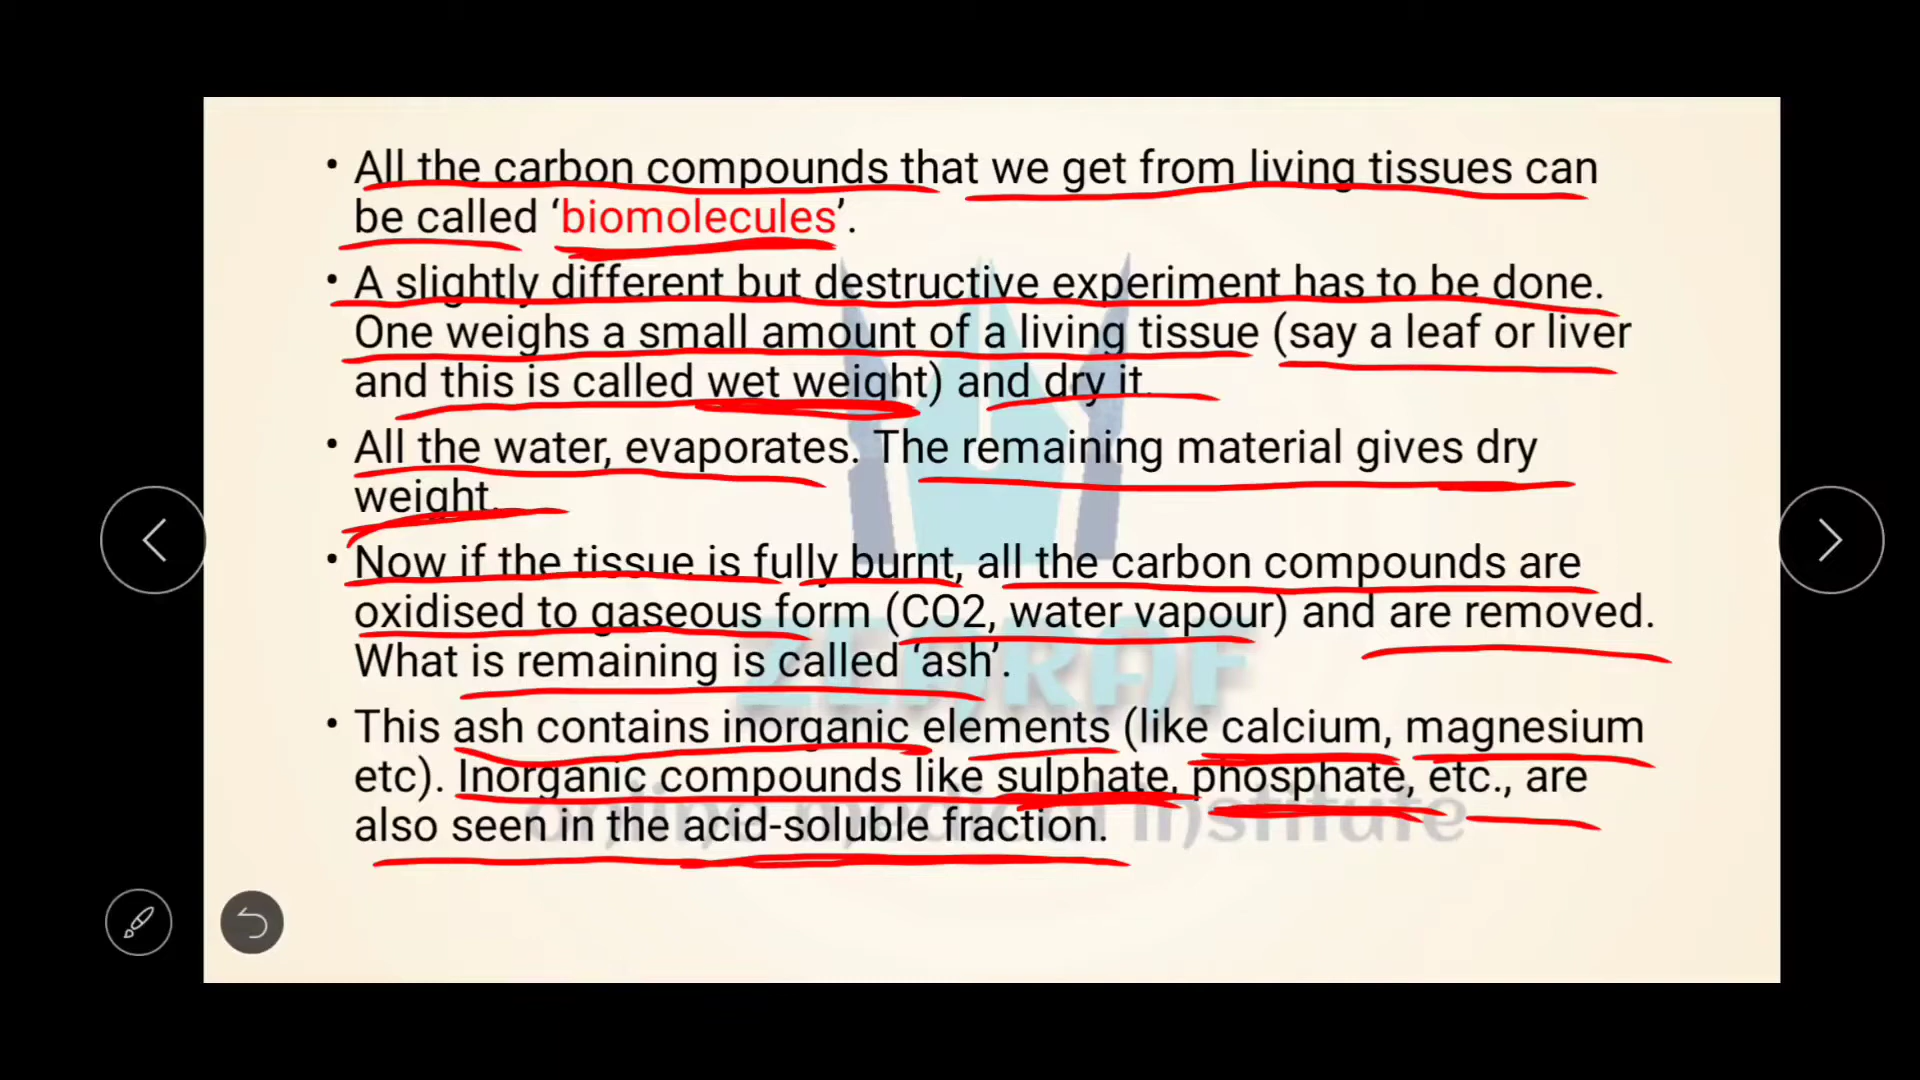 • All the carbon compounds that we get from living tissues can
be called ‘biomolecules’.
• A slightly different but destructive experiment has to be done.
One weighs a small amount of a living tissue (say a leaf or liver
and this is called wet weight) and dry it.
• All the water, evaporates. The remaining material gives dry
weight.
• Now if the tissue is fully burnt, all the carbon compounds are
oxidised to gaseous form (CO2, water vapour) and are removed.
What is remaining is called ‘ash’.
• This ash contains inorganic elements (like calcium, magnesium
etc). Inorganic compounds like sulphate, phosphate, etc., are
also seen in the acid-soluble fraction.
online medical institute